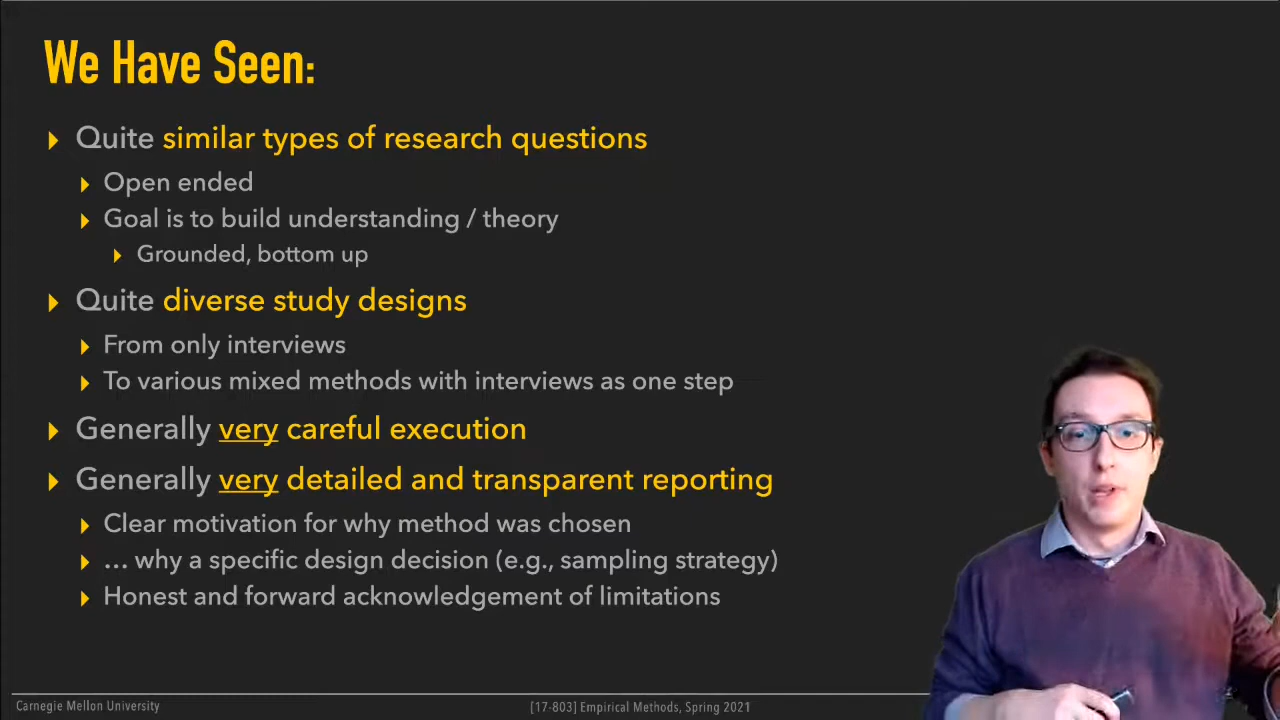 We Have Seen:
Quite similar types of research questions
Open ended
Goal is to build understanding / theory
Grounded, bottom up
Quite diverse study designs
From only interviews
To various mixed methods with interviews as one step
Generally very careful execution
Generally very detailed and transparent reporting
Clear motivation for why method was chosen
… why a specific design decision (e.g., sampling strategy)
Honest and forward acknowledgement of limitations
Carnegie Mellon University
[17-803] Empirical Methods, Spring 2021